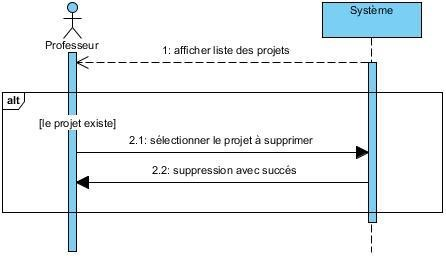 Système
Professeur
1: afficher liste des projets
alt
[le projet existe]
2.1: sélectionner le projet à supprimer
2.2: suppression avec succés